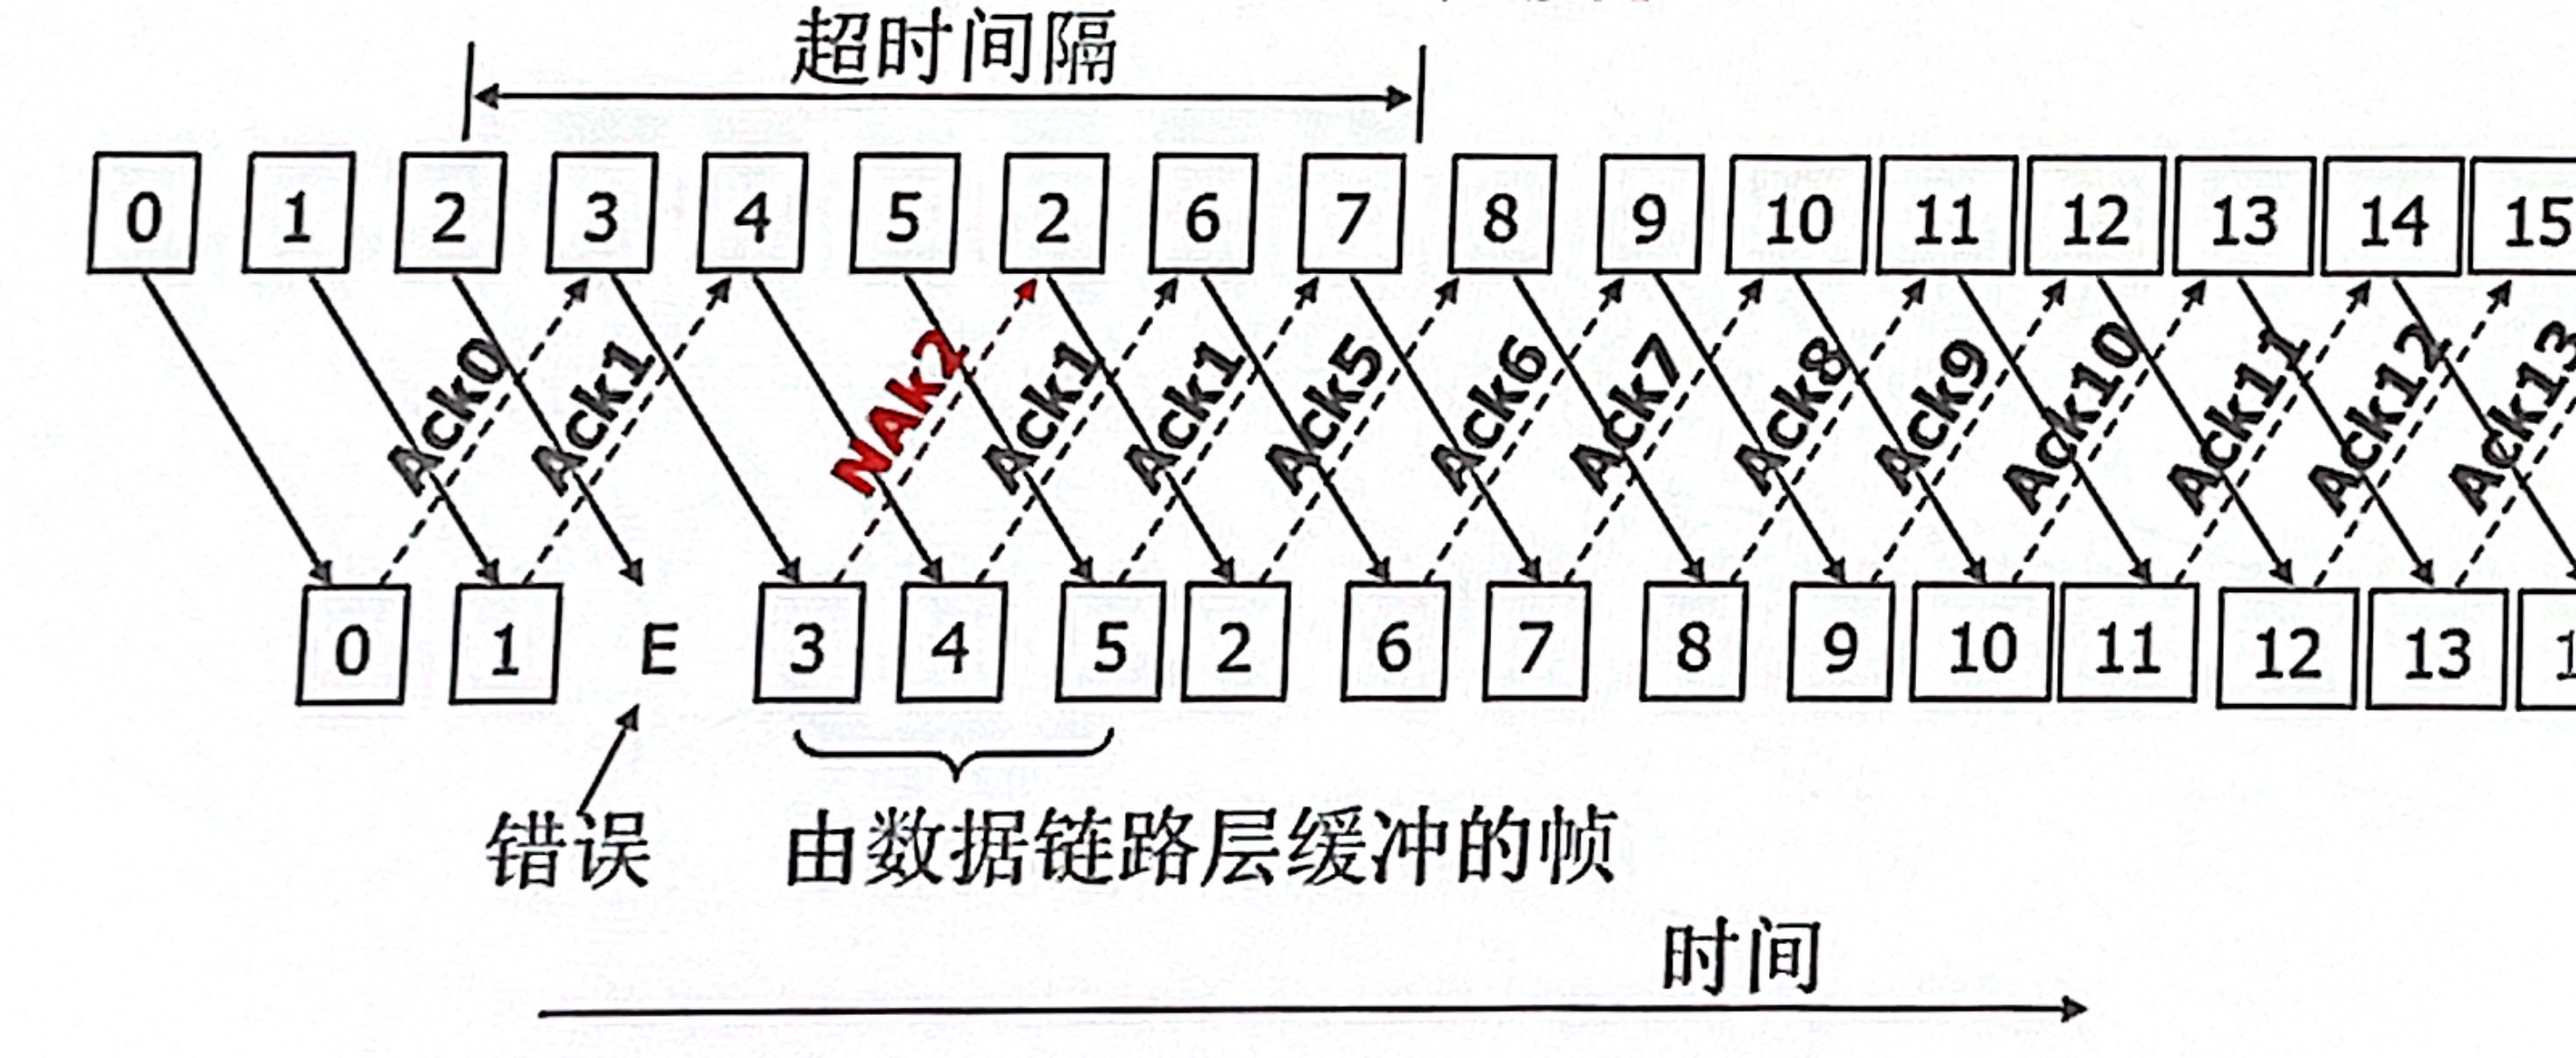 超时间隔
0 1 2 3 4 5 2 6 7 8 9 10 11 12 13 14 15
Ack0 Ack1 NAk2 Ack1 Ack1 Ack5 Ack6 Ack7 Ack8 Ack9 Ack10 Ack11 Ack12 Ack13
0 1 E 3 4 5 2 6 7 8 9 10 11 12 13
错误 由数据链路层缓冲的帧
时间